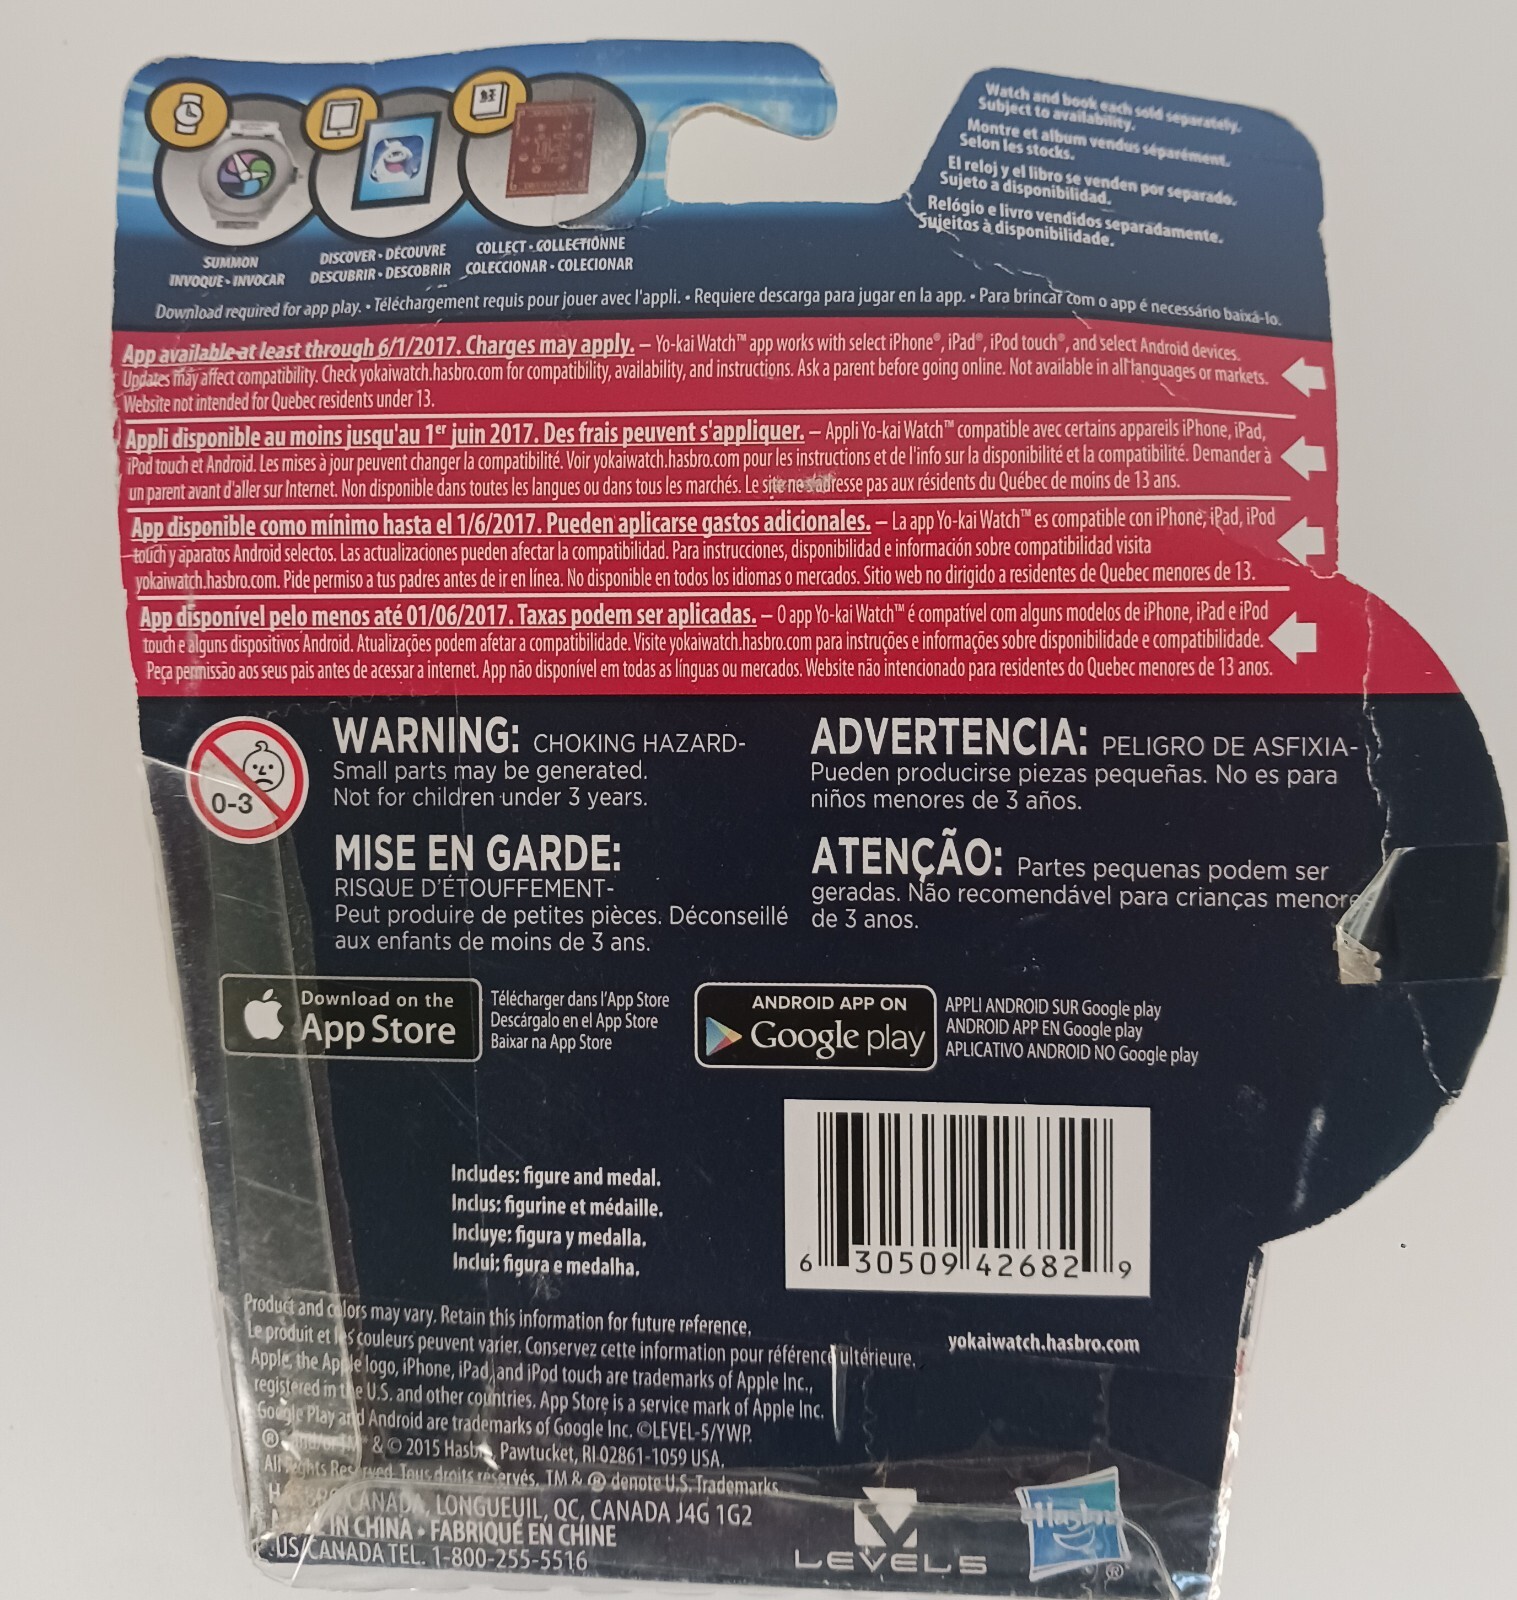 Watch and book each sold separately.
Subject to availability.
Montre et album vendus séparément.
Selon les stocks.
El reloj y el libro se venden por separado.
Sujeto a disponibilidad.
Relógio e livro vendidos separadamente.
Sujeitos à disponibilidade.
SUMMON
INVOQUE • INVOCAR
DISCOVER • DÉCOUVRE
DESCUBRIR • DESCOBRIR
COLLECT • COLLECTIONNE
COLECCIONAR • COLECIONAR
Download required for app play. • Téléchargement requis pour jouer avec l'appli. • Requiere descarga para jugar en la app. • Para brincar com o app é necessário baixá-lo.
App available at least through 6/1/2017. Charges may apply. – Yo-kai Watch™ app works with select iPhone®, iPad®, iPod touch®, and select Android devices.
Updates may affect compatibility. Check yokaiwatch.hasbro.com for compatibility, availability, and instructions. Ask a parent before going online. Not available in all languages or markets.
Website not intended for Quebec residents under 13.
Appli disponible au moins jusqu'au 1er juin 2017. Des frais peuvent s'appliquer. – Appli Yo-kai Watch™ compatible avec certains appareils iPhone, iPad,
iPod touch et Android. Les mises à jour peuvent changer la compatibilité. Voir yokaiwatch.hasbro.com pour les instructions et de l'info sur la disponibilité et la compatibilité. Demander à
un parent avant d'aller sur Internet. Non disponible dans toutes les langues ou dans tous les marchés. Le site ne s'adresse pas aux résidents du Québec de moins de 13 ans.
App disponible como mínimo hasta el 1/6/2017. Pueden aplicarse gastos adicionales. – La app Yo-kai Watch™ es compatible con iPhone, iPad, iPod
touch y aparatos Android selectos. Las actualizaciones pueden afectar la compatibilidad. Para instrucciones, disponibilidad e información sobre compatibilidad visita
yokaiwatch.hasbro.com. Pide permiso a tus padres antes de ir en línea. No disponible en todos los idiomas o mercados. Sitio web no dirigido a residentes de Quebec menores de 13.
App disponível pelo menos até 01/06/2017. Taxas podem ser aplicadas. – O app Yo-kai Watch™ é compatível com alguns modelos de iPhone, iPad e iPod
touch e alguns dispositivos Android. Atualizações podem afetar a compatibilidade. Visite yokaiwatch.hasbro.com para instruções e informações sobre disponibilidade e compatibilidade.
Peça permissão aos seus pais antes de acessar a internet. App não disponível em todas as línguas ou mercados. Website não intencionado para residentes do Quebec menores de 13 anos.
0-3
WARNING: CHOKING HAZARD-
Small parts may be generated.
Not for children under 3 years.
ADVERTENCIA: PELIGRO DE ASFIXIA-
Pueden producirse piezas pequeñas. No es para
niños menores de 3 años.
MISE EN GARDE:
RISQUE D'ÉTOUFFEMENT-
Peut produire de petites pièces. Déconseillé
aux enfants de moins de 3 ans.
ATENÇÃO: Partes pequenas podem ser
geradas. Não recomendável para crianças menore
de 3 anos.
Download on the
App Store
Télécharger dans l'App Store
Descárgalo en el App Store
Baixar na App Store
ANDROID APP ON
Google play
APPLI ANDROID SUR Google play
ANDROID APP EN Google play
APLICATIVO ANDROID NO Google play
Includes: figure and medal.
Inclus: figurine et médaille.
Incluye: figura y medalla.
Inclui: figura e medalha.
6 30509 42682 9
yokaiwatch.hasbro.com
Product and colors may vary. Retain this information for future reference.
Le produit et les couleurs peuvent varier. Conservez cette information pour référence ultérieure.
Apple, the Apple logo, iPhone, iPad, and iPod touch are trademarks of Apple Inc.,
registered in the U.S. and other countries. App Store is a service mark of Apple Inc.
Google Play and Android are trademarks of Google Inc. ©LEVEL-5/YWP.
® and/or TM* & © 2015 Hasbro, Pawtucket, RI 02861-1059 USA.
All Rights Reserved. Tous droits réservés. TM & ® denote U.S. Trademarks.
HASBRO CANADA, LONGUEUIL, QC, CANADA J4G 1G2
IN CHINA • FABRIQUÉ EN CHINE
US/CANADA TEL. 1-800-255-5516
LEVEL5
Hasbro
®